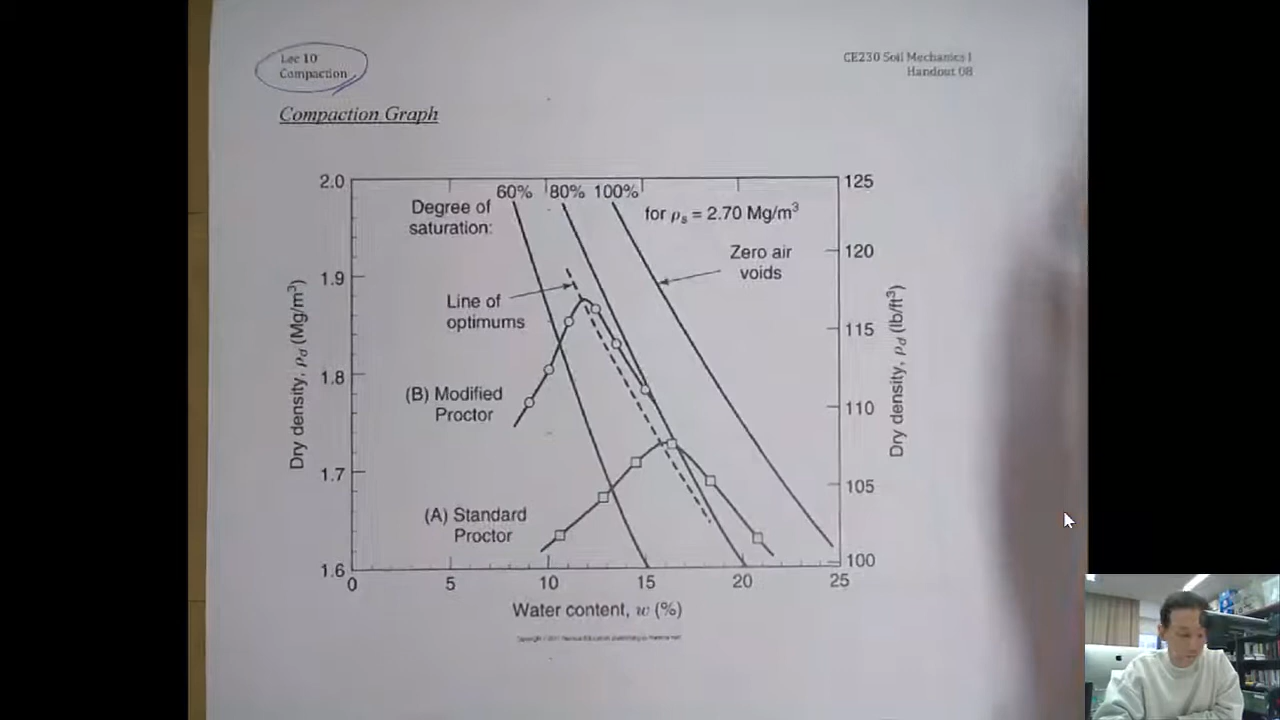 Lec 10
Compaction
CE230 Soil Mechanics I
Handout 08
Compaction Graph
2.0
1.9
1.8
1.7
1.6
Dry density, ρd (Mg/m³)
60% 80% 100%
Degree of
saturation:
for ρs = 2.70 Mg/m³
Zero air
voids
Line of
optimums
(B) Modified
Proctor
(A) Standard
Proctor
125
120
115
110
105
100
Dry density, ρd (lb/ft³)
0 5 10 15 20 25
Water content, w (%)